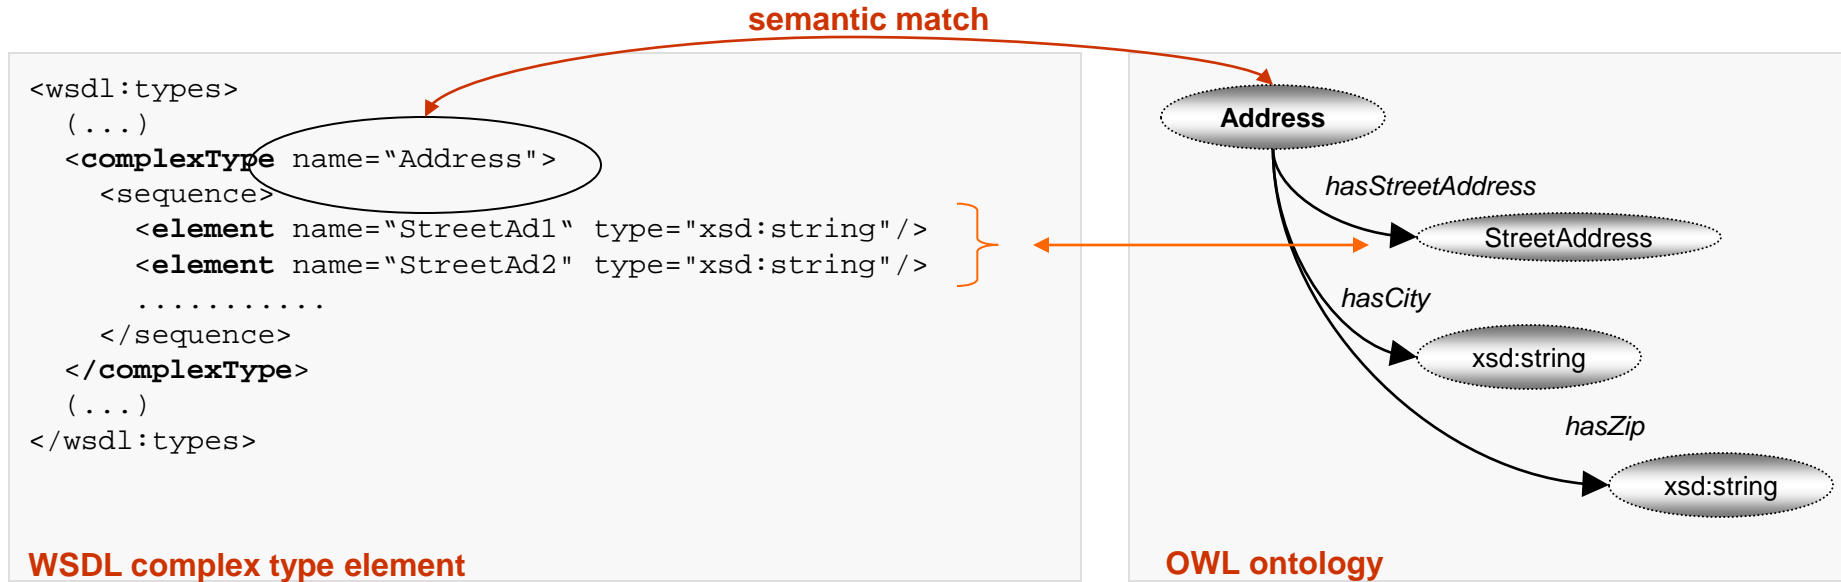 semantic match
<wsdl:types>
(...)
<complexType name=“Address">
<sequence>
<element name=“StreetAd1“ type="xsd:string"/>
<element name=“StreetAd2" type="xsd:string"/>
...........
</sequence>
</complexType>
(...)
</wsdl:types>
WSDL complex type element
Address
hasStreetAddress
StreetAddress
hasCity
xsd:string
hasZip
xsd:string
OWL ontology